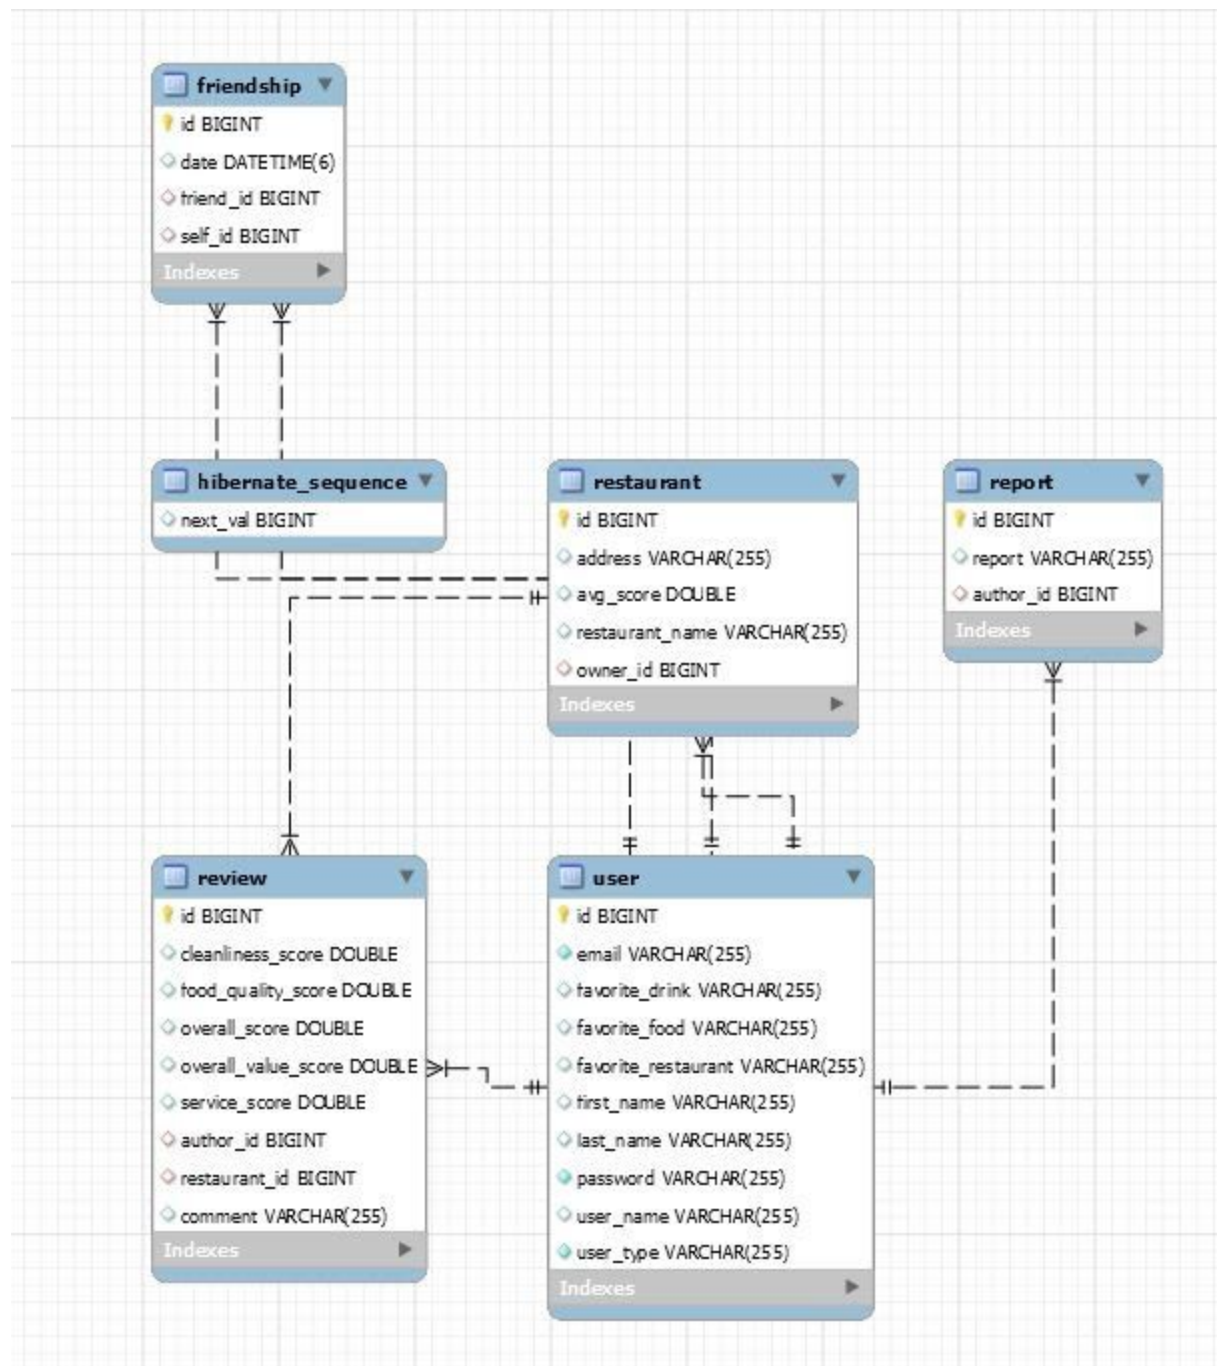 friendship
id BIGINT
date DATETIME(6)
friend_id BIGINT
self_id BIGINT
Indexes
hibernate_sequence
next_val BIGINT
restaurant
id BIGINT
address VARCHAR(255)
avg_score DOUBLE
restaurant_name VARCHAR(255)
owner_id BIGINT
Indexes
report
id BIGINT
report VARCHAR(255)
author_id BIGINT
Indexes
review
id BIGINT
cleanliness_score DOUBLE
food_quality_score DOUBLE
overall_score DOUBLE
overall_value_score DOUBLE
service_score DOUBLE
author_id BIGINT
restaurant_id BIGINT
comment VARCHAR(255)
Indexes
user
id BIGINT
email VARCHAR(255)
favorite_drink VARCHAR(255)
favorite_food VARCHAR(255)
favorite_restaurant VARCHAR(255)
first_name VARCHAR(255)
last_name VARCHAR(255)
password VARCHAR(255)
user_name VARCHAR(255)
user_type VARCHAR(255)
Indexes